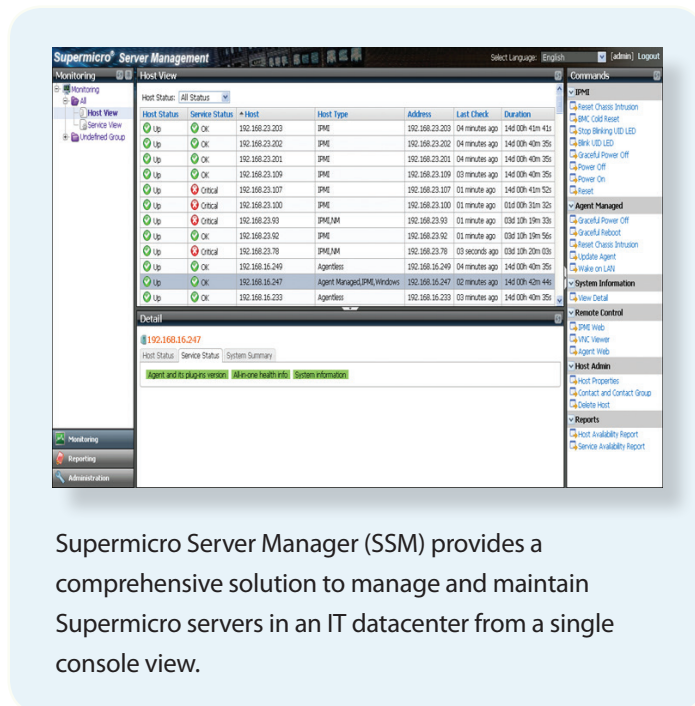 Supermicro® Server Management
Select Language: English [admin] Logout
Monitoring
Monitoring
All
Host View
Service View
Undefined Group
Monitoring
Reporting
Administration
Host View
Host Status: All Status
Host Status Service Status Host Host Type Address Last Check Duration
Up OK 192.168.23.203 IPMI 192.168.23.203 04 minutes ago 14d 00h 41m 41s
Up OK 192.168.23.202 IPMI 192.168.23.202 04 minutes ago 14d 00h 40m 35s
Up OK 192.168.23.201 IPMI 192.168.23.201 04 minutes ago 14d 00h 40m 35s
Up OK 192.168.23.109 IPMI 192.168.23.109 03 minutes ago 14d 00h 40m 35s
Up Critical 192.168.23.107 IPMI 192.168.23.107 01 minute ago 14d 00h 41m 52s
Up Critical 192.168.23.100 IPMI 192.168.23.100 01 minute ago 01d 00h 31m 32s
Up Critical 192.168.23.93 IPMI,NM 192.168.23.93 01 minute ago 03d 10h 19m 33s
Up OK 192.168.23.92 IPMI 192.168.23.92 01 minute ago 03d 10h 19m 56s
Up Critical 192.168.23.78 IPMI,NM 192.168.23.78 03 seconds ago 03d 10h 20m 03s
Up OK 192.168.16.249 Agentless 192.168.16.249 04 minutes ago 14d 00h 40m 35s
Up OK 192.168.16.247 Agent Managed,IPMI,Windows 192.168.16.247 02 minutes ago 14d 00h 42m 44s
Up OK 192.168.16.233 Agentless 192.168.16.233 03 minutes ago 14d 00h 40m 35s
Detail
192.168.16.247
Host Status Service Status System Summary
Agent and its plug-ins version All-in-one health info System information
Commands
IPMI
Reset Chassis Intrusion
BMC Cold Reset
Stop Blinking UID LED
Blink UID LED
Graceful Power Off
Power Off
Power On
Reset
Agent Managed
Graceful Power Off
Graceful Reboot
Reset Chassis Intrusion
Update Agent
Wake on LAN
System Information
View Detail
Remote Control
IPMI Web
VNC Viewer
Agent Web
Host Admin
Host Properties
Contact and Contact Group
Delete Host
Reports
Host Availability Report
Service Availability Report
Supermicro Server Manager (SSM) provides a
comprehensive solution to manage and maintain
Supermicro servers in an IT datacenter from a single
console view.